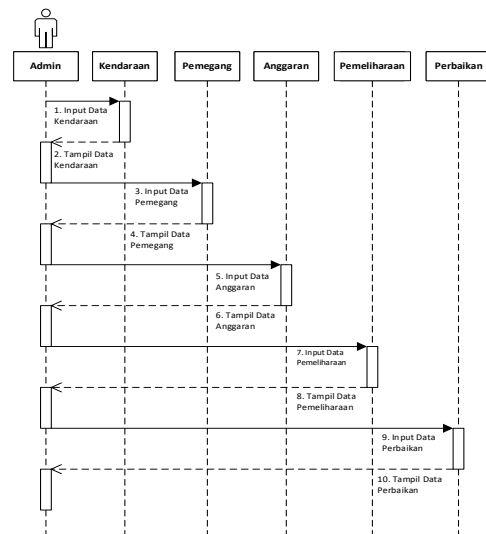 Admin
Kendaraan
Pemegang
Anggaran
Pemeliharaan
Perbaikan
1. Input Data
Kendaraan
2. Tampil Data
Kendaraan
3. Input Data
Pemegang
4. Tampil Data
Pemegang
5. Input Data
Anggaran
6. Tampil Data
Anggaran
7. Input Data
Pemeliharaan
8. Tampil Data
Pemeliharaan
9. Input Data
Perbaikan
10. Tampil Data
Perbaikan